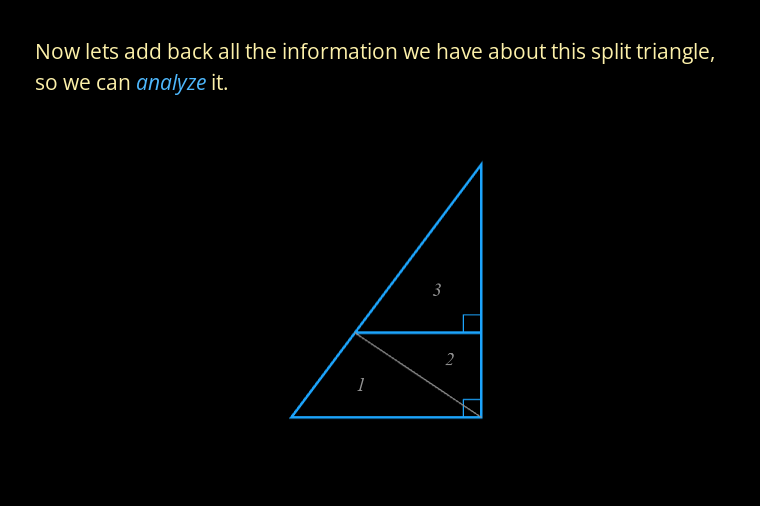 Now lets add back all the information we have about this split triangle,
so we can analyze it.
3
2
1